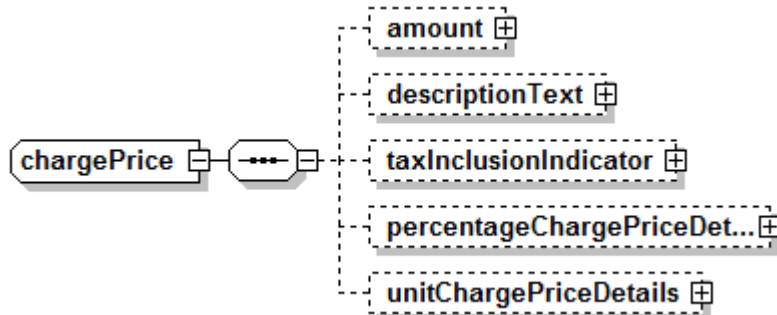 amount
descriptionText
chargePrice
taxInclusionIndicator
percentageChargePriceDet...
unitChargePriceDetails